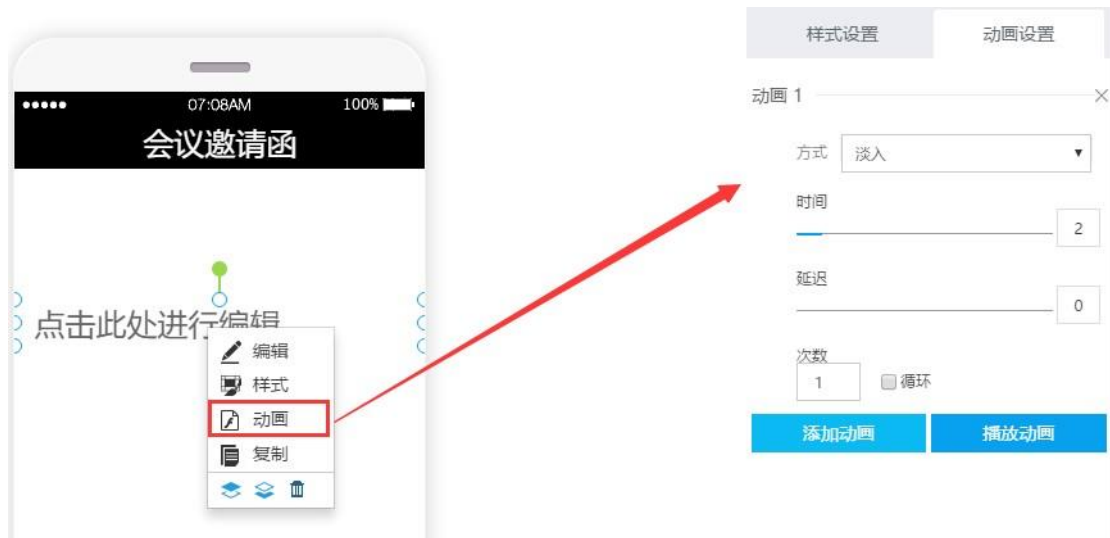 07:08AM
100%
会议邀请函
点击此处进行编辑
编辑
样式
动画
复制
样式设置
动画设置
动画 1
方式 淡入
时间
2
延迟
0
次数
1
循环
添加动画
播放动画